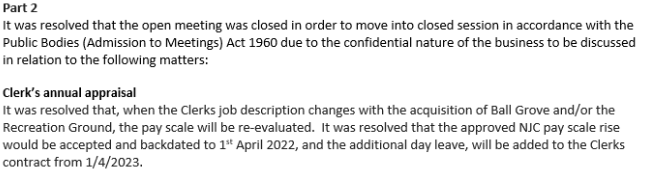 Part 2
It was resolved that the open meeting was closed in order to move into closed session in accordance with the
Public Bodies (Admission to Meetings) Act 1960 due to the confidential nature of the business to be discussed
in relation to the following matters:
Clerk's annual appraisal
It was resolved that, when the Clerks job description changes with the acquisition of Ball Grove and/or the
Recreation Ground, the pay scale will be re-evaluated.  It was resolved that the approved NJC pay scale rise
would be accepted and backdated to 1st April 2022, and the additional day leave, will be added to the Clerks
contract from 1/4/2023.